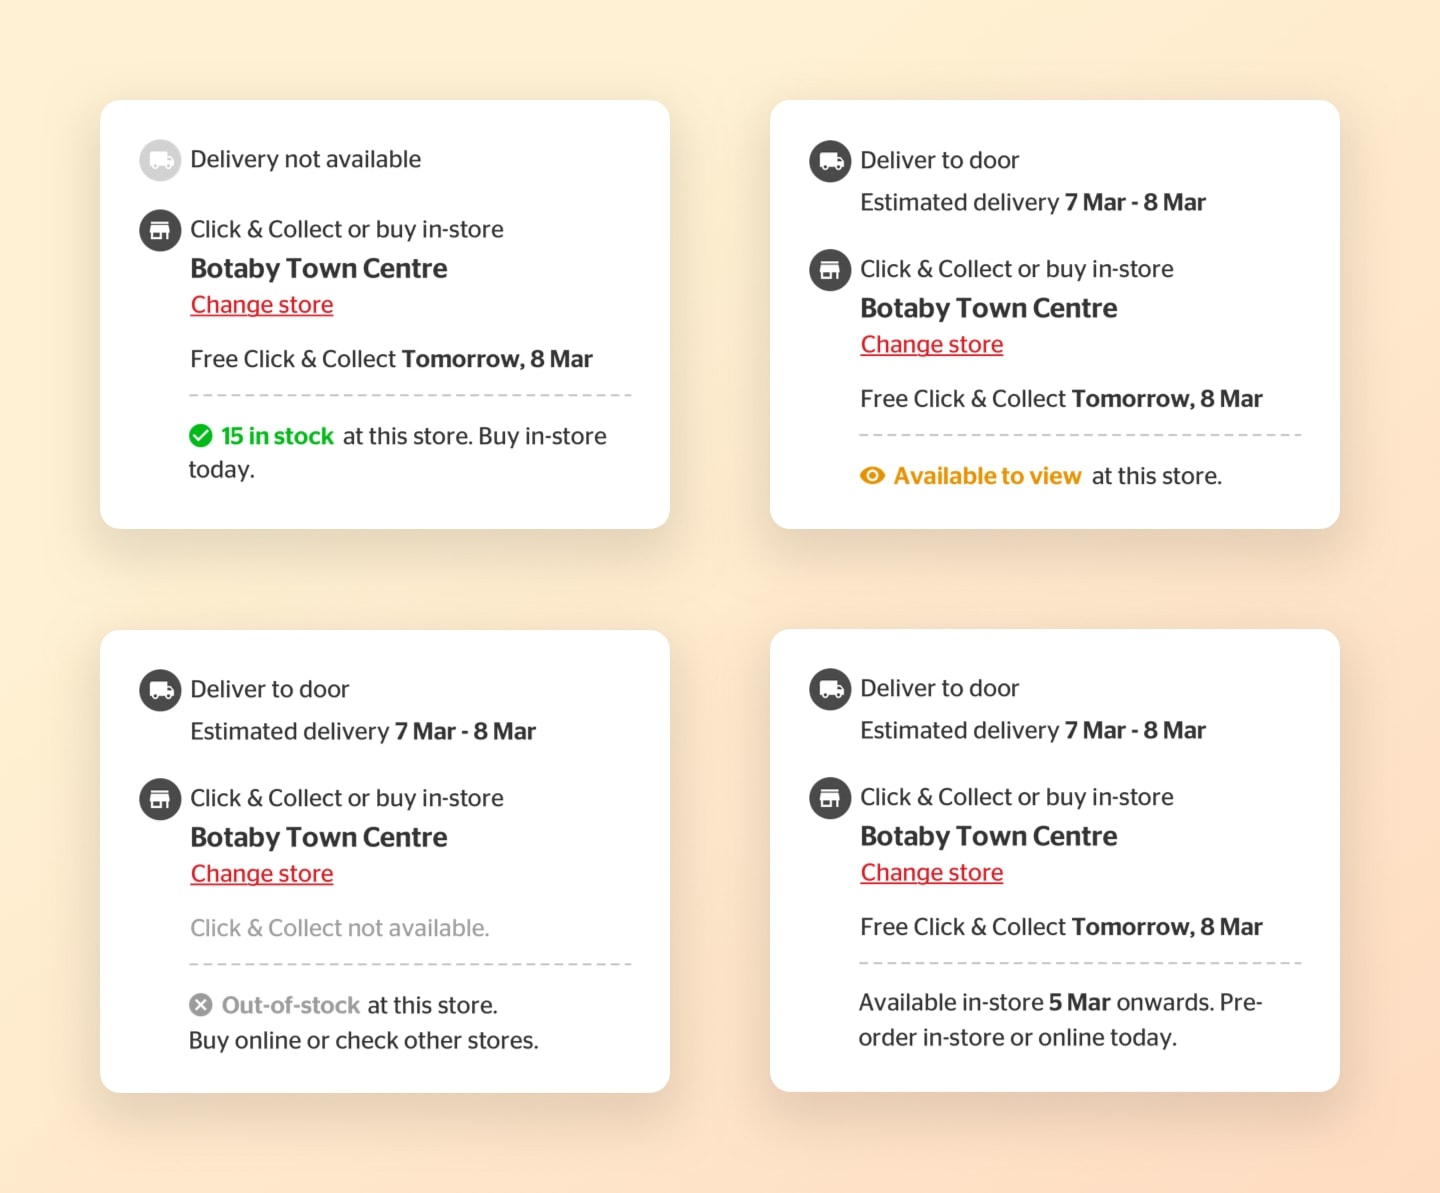 Delivery not available
Click & Collect or buy in-store
Botaby Town Centre
Change store
Free Click & Collect Tomorrow, 8 Mar
15 in stock at this store. Buy in-store
today.
Deliver to door
Estimated delivery 7 Mar - 8 Mar
Click & Collect or buy in-store
Botaby Town Centre
Change store
Free Click & Collect Tomorrow, 8 Mar
Available to view at this store.
Deliver to door
Estimated delivery 7 Mar - 8 Mar
Click & Collect or buy in-store
Botaby Town Centre
Change store
Click & Collect not available.
Out-of-stock at this store.
Buy online or check other stores.
Deliver to door
Estimated delivery 7 Mar - 8 Mar
Click & Collect or buy in-store
Botaby Town Centre
Change store
Free Click & Collect Tomorrow, 8 Mar
Available in-store 5 Mar onwards. Pre-
order in-store or online today.